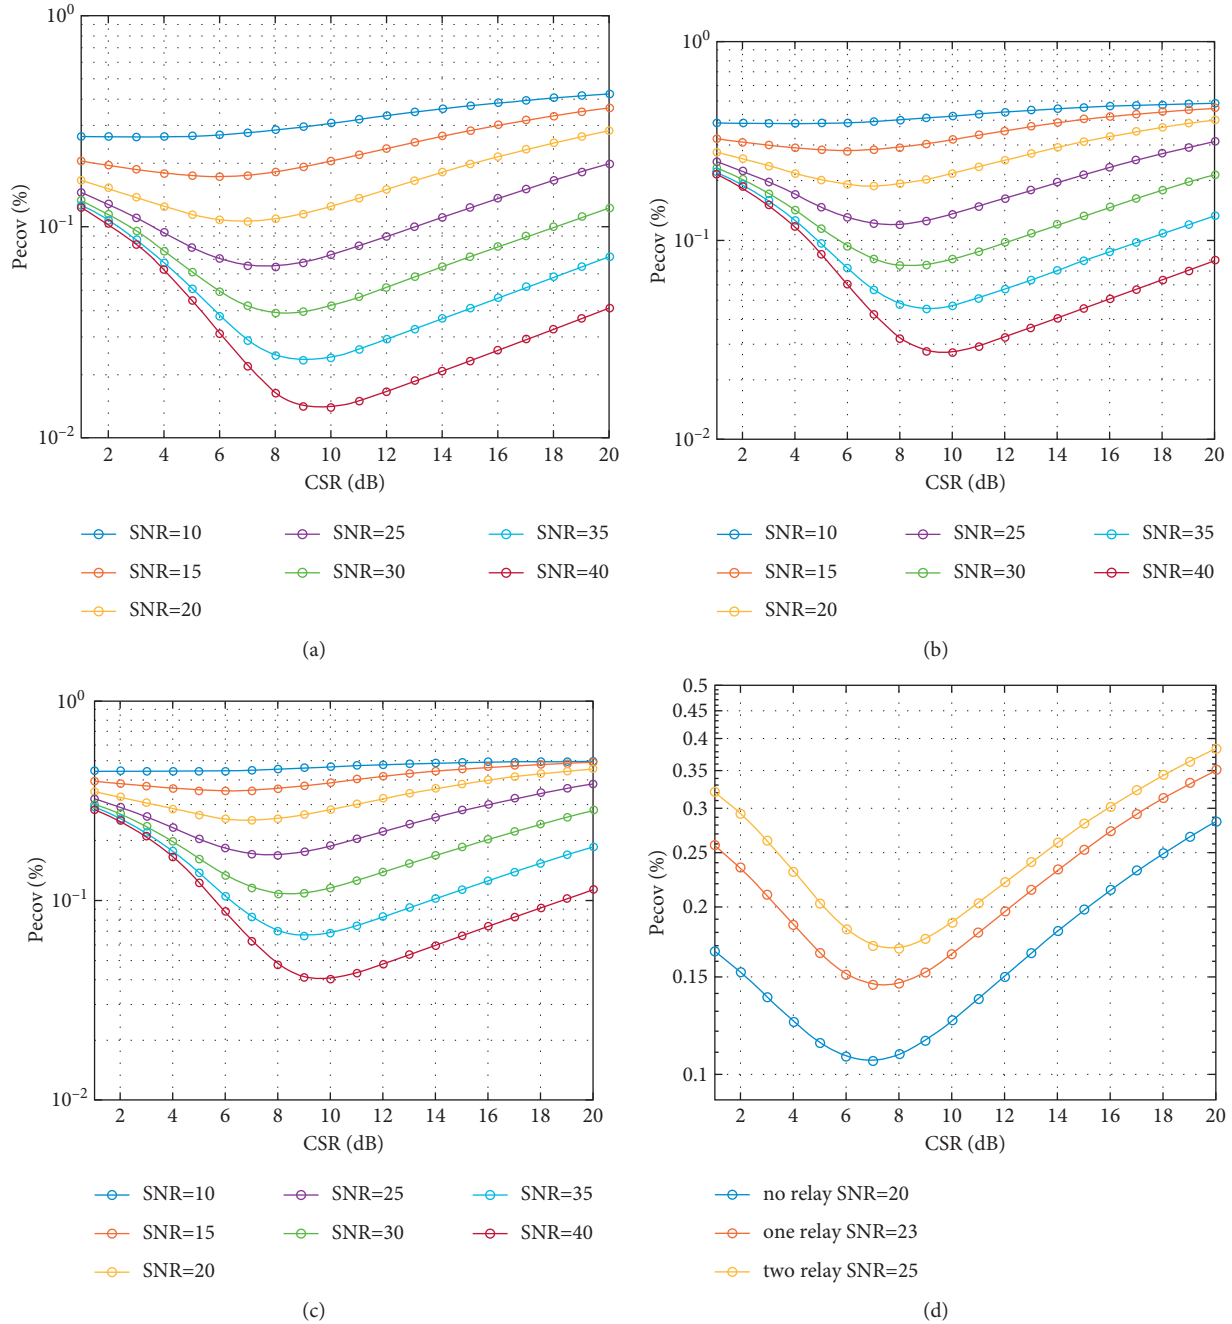 10⁰
10⁻¹
10⁻²
Pecov (%)
2 4 6 8 10 12 14 16 18 20
CSR (dB)
SNR=10 SNR=25 SNR=35
SNR=15 SNR=30 SNR=40
SNR=20
(a)
10⁰
10⁻¹
10⁻²
Pecov (%)
2 4 6 8 10 12 14 16 18 20
CSR (dB)
SNR=10 SNR=25 SNR=35
SNR=15 SNR=30 SNR=40
SNR=20
(b)
10⁰
10⁻¹
10⁻²
Pecov (%)
2 4 6 8 10 12 14 16 18 20
CSR (dB)
SNR=10 SNR=25 SNR=35
SNR=15 SNR=30 SNR=40
SNR=20
(c)
0.5
0.45
0.4
0.35
0.3
0.25
0.2
0.15
0.1
Pecov (%)
2 4 6 8 10 12 14 16 18 20
CSR (dB)
no relay SNR=20
one relay SNR=23
two relay SNR=25
(d)